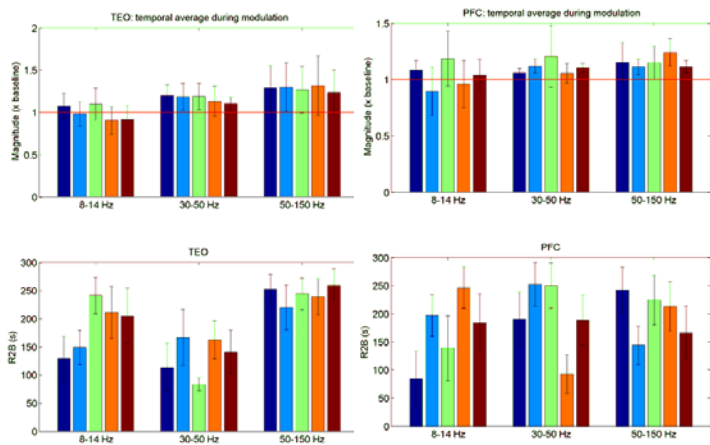 TEO: temporal average during modulation
Magnitude (x baseline)
2
1.5
1
0.5
0
8-14 Hz 30-50 Hz 50-150 Hz
PFC: temporal average during modulation
Magnitude (x baseline)
1.5
1
0.5
0
8-14 Hz 30-50 Hz 50-150 Hz
TEO
R2B (s)
300
250
200
150
100
50
0
8-14 Hz 30-50 Hz 50-150 Hz
PFC
R2B (s)
300
250
200
150
100
50
0
8-14 Hz 30-50 Hz 50-150 Hz